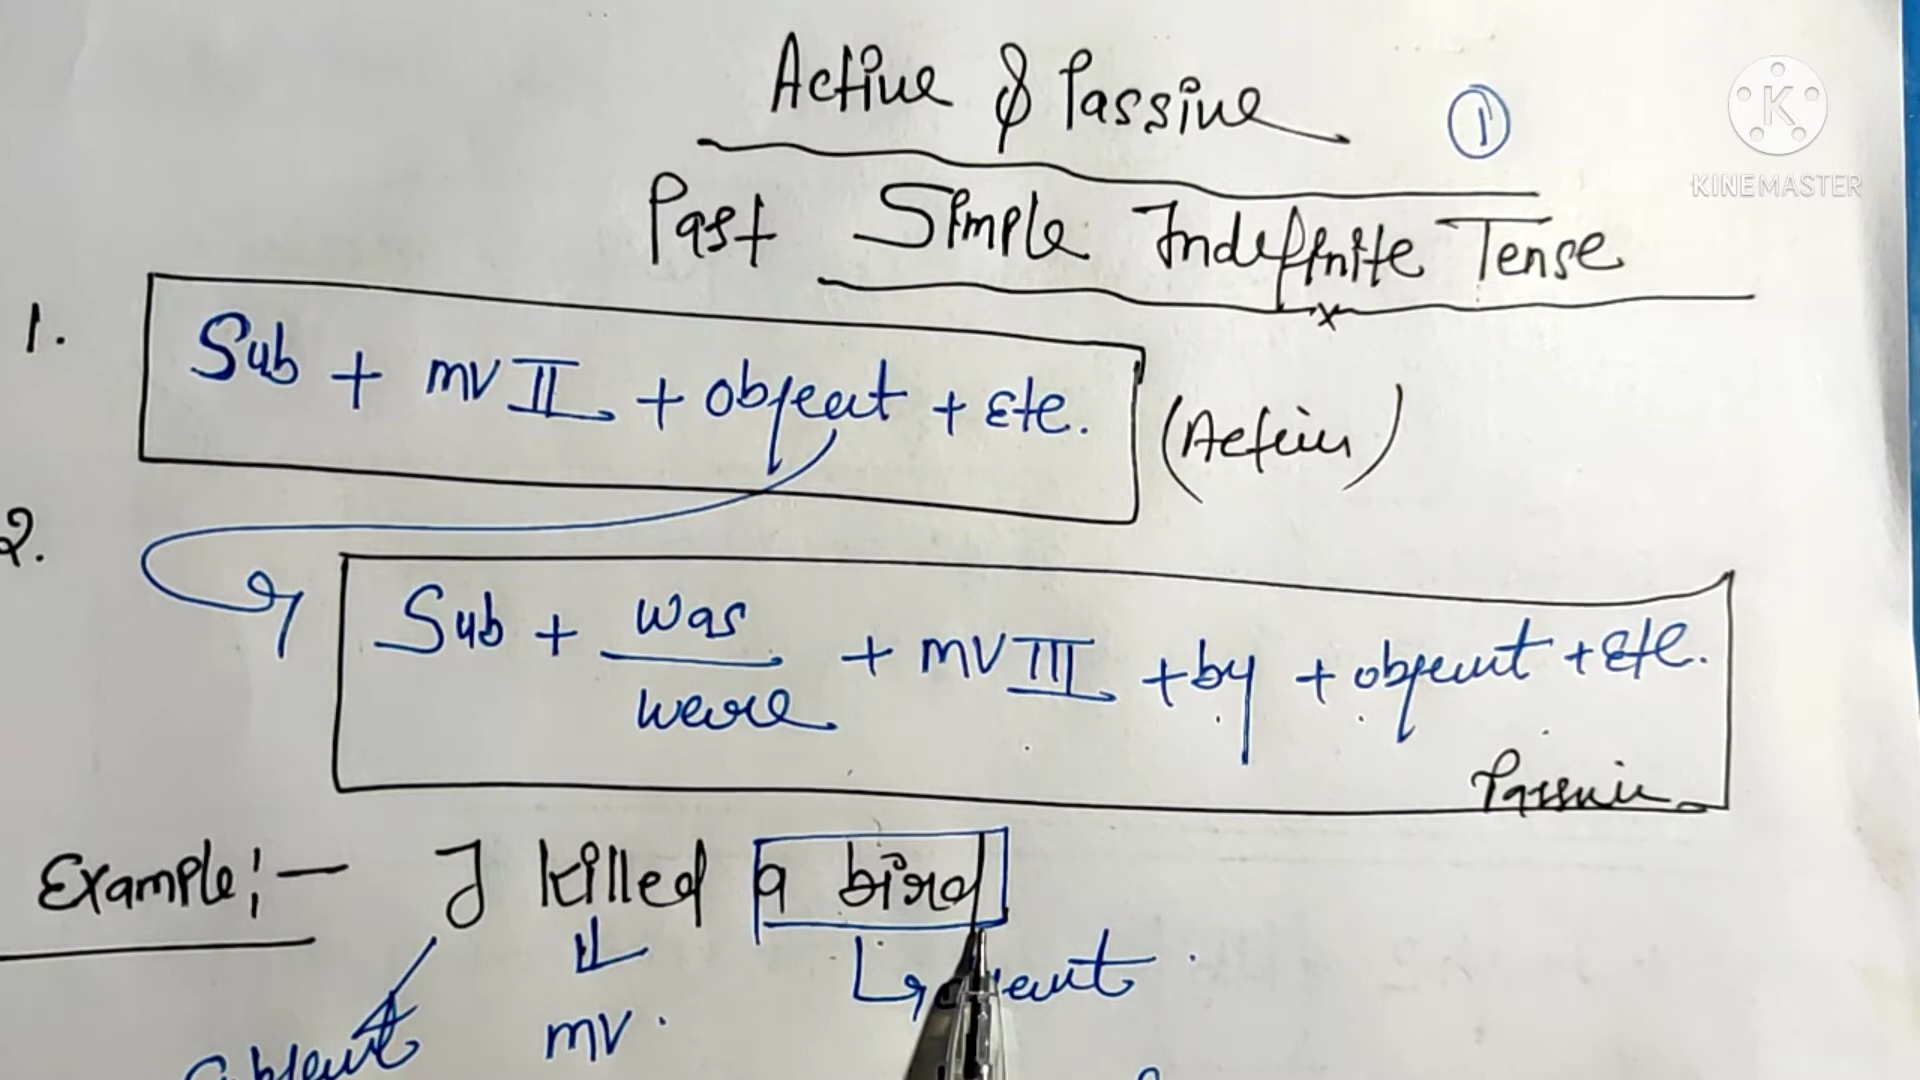 Active & Passive ①
KINEMASTER
Past Simple Indefinite Tense
1. Sub + mv II + object + Etc. (Active)
2. Sub + was/were + mv III + by + object + Etc.
Passive
Example:- I killed a bird
mv.